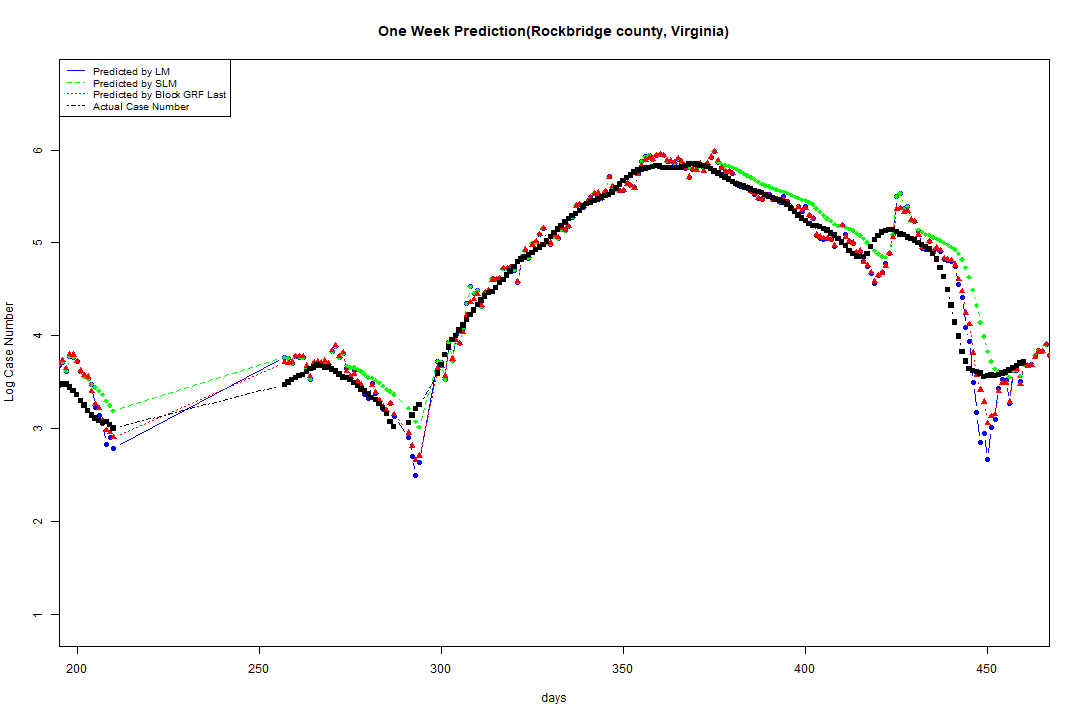 One Week Prediction(Rockbridge county, Virginia)
Predicted by LM
Predicted by SLM
Predicted by Block GRF Last
Actual Case Number
Log Case Number
6
5
4
3
2
1
200 250 300 350 400 450
days